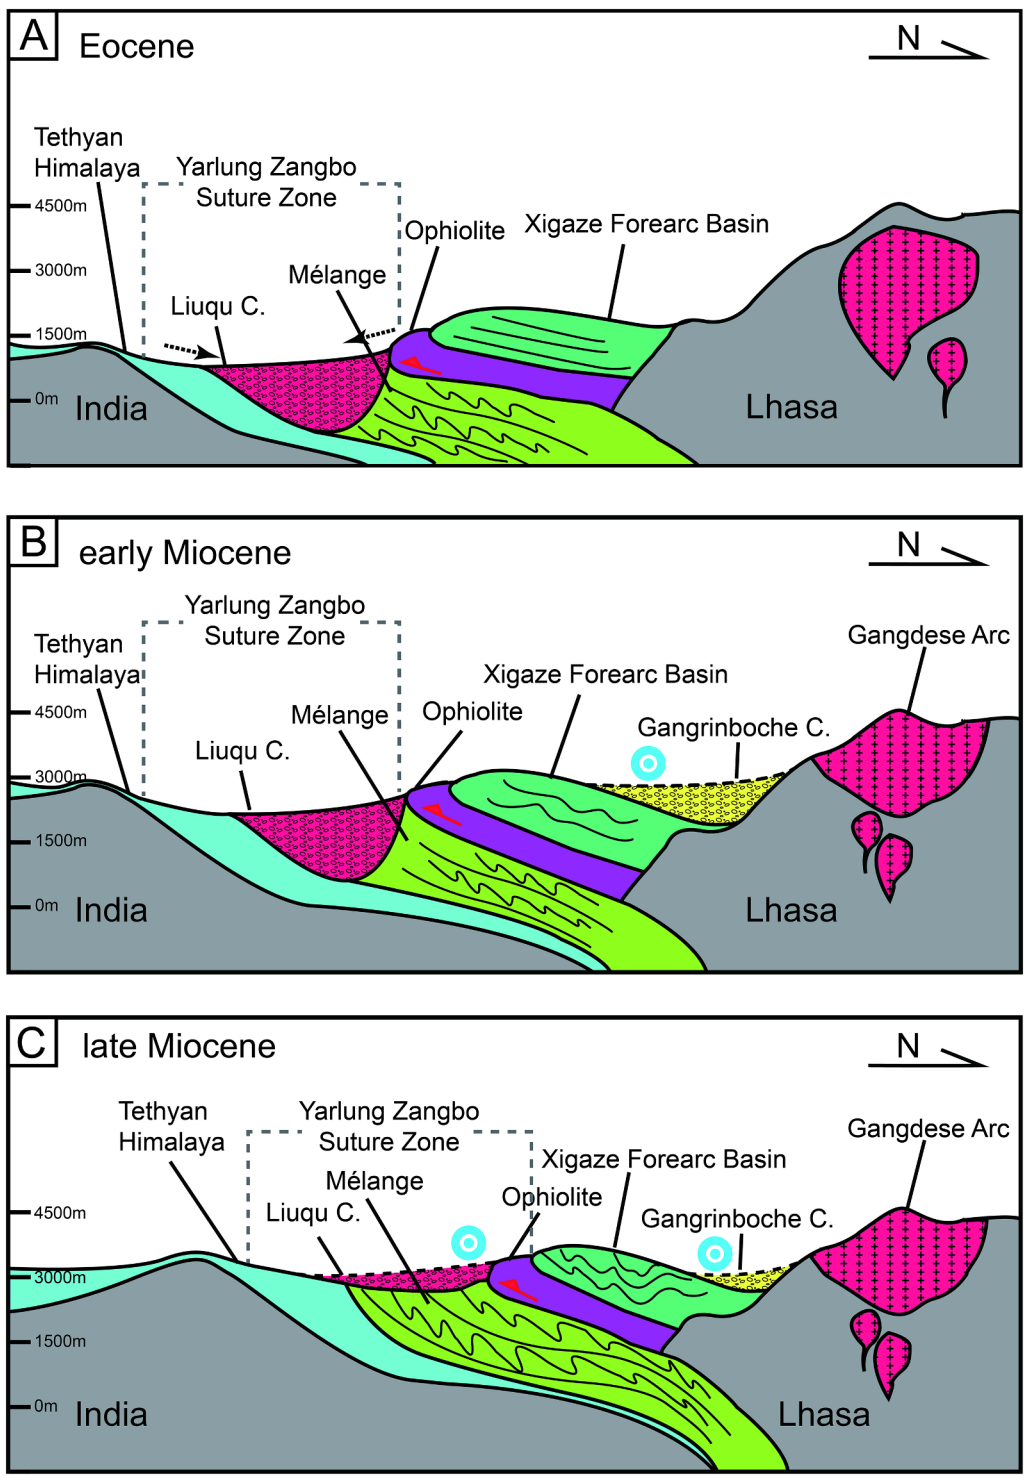 A
Eocene
N
Tethyan
Himalaya
Yarlung Zangbo
Suture Zone
4500m
Ophiolite
Xigaze Forearc Basin
3000m
Mélange
Liuqu C.
1500m
0m
India
Lhasa
B
early Miocene
N
Yarlung Zangbo
Suture Zone
Tethyan
Himalaya
Gangdese Arc
Xigaze Forearc Basin
4500m
Mélange
Ophiolite
Gangrinboche C.
Liuqu C.
3000m
1500m
0m
India
Lhasa
C
late Miocene
N
Tethyan
Himalaya
Yarlung Zangbo
Suture Zone
Gangdese Arc
Xigaze Forearc Basin
Mélange
Ophiolite
4500m
Liuqu C.
Gangrinboche C.
3000m
1500m
0m
India
Lhasa